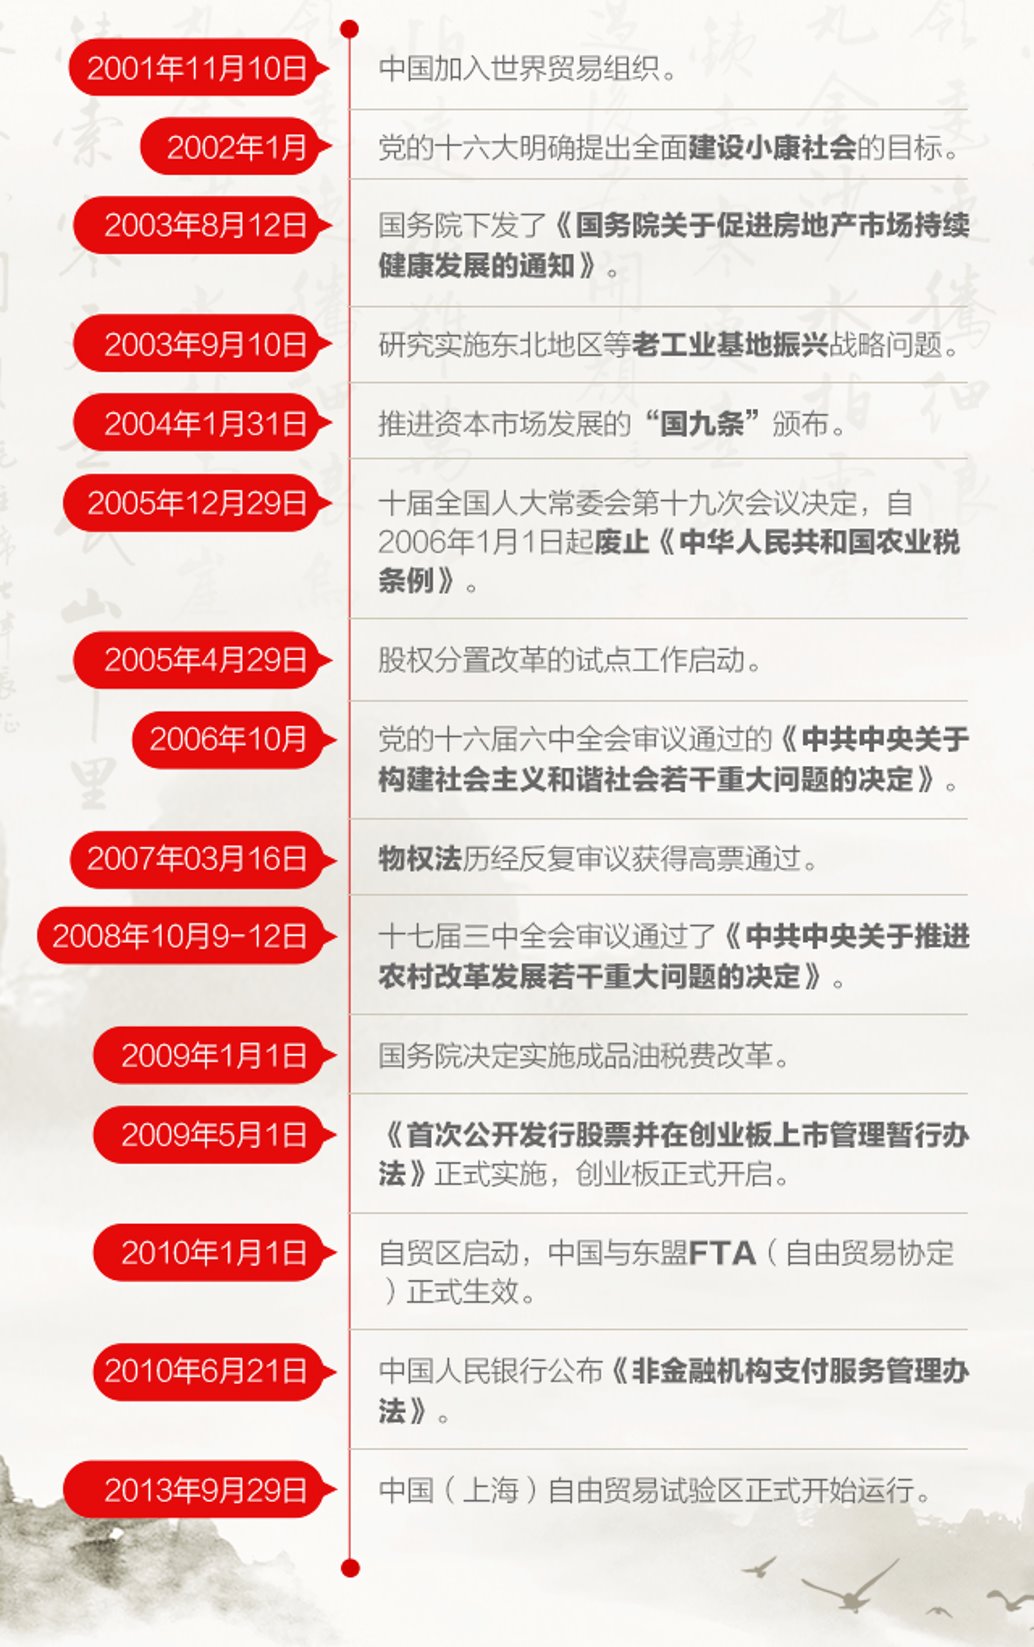 2001年11月10日
中国加入世界贸易组织。
2002年1月
党的十六大明确提出全面建设小康社会的目标。
2003年8月12日
国务院下发了《国务院关于促进房地产市场持续
健康发展的通知》。
2003年9月10日
研究实施东北地区等老工业基地振兴战略问题。
2004年1月31日
推进资本市场发展的“国九条”颁布。
2005年12月29日
十届全国人大常委会第十九次会议决定，自
2006年1月1日起废止《中华人民共和国农业税
条例》。
2005年4月29日
股权分置改革的试点工作启动。
2006年10月
党的十六届六中全会审议通过的《中共中央关于
构建社会主义和谐社会若干重大问题的决定》。
2007年03月16日
物权法历经反复审议获得高票通过。
2008年10月9-12日
十七届三中全会审议通过了《中共中央关于推进
农村改革发展若干重大问题的决定》。
2009年1月1日
国务院决定实施成品油税费改革。
2009年5月1日
《首次公开发行股票并在创业板上市管理暂行办
法》正式实施，创业板正式开启。
2010年1月1日
自贸区启动，中国与东盟FTA（自由贸易协定
）正式生效。
2010年6月21日
中国人民银行公布《非金融机构支付服务管理办
法》。
2013年9月29日
中国（上海）自由贸易试验区正式开始运行。